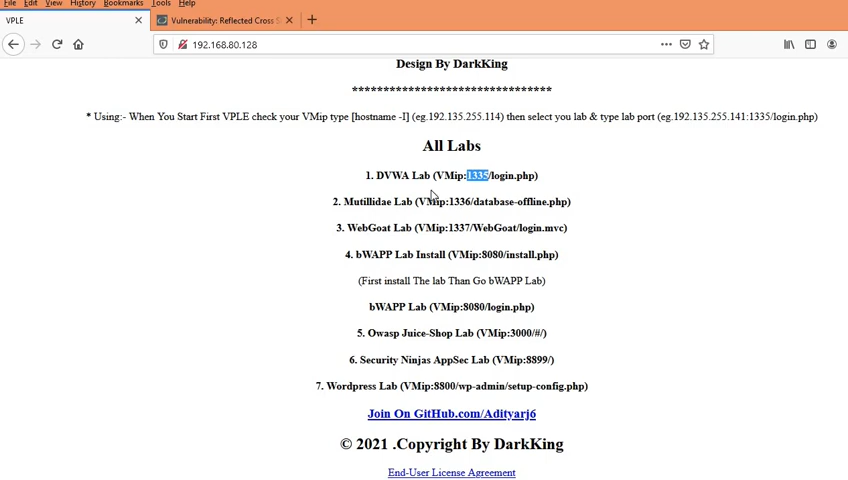 File Edit View History Bookmarks Tools Help
VPLE
Vulnerability: Reflected Cross S
192.168.80.128
Design By DarkKing
********************************
* Using:- When You Start First VPLE check your VMip type [hostname -I] (eg.192.135.255.114) then select you lab & type lab port (eg.192.135.255.141:1335/login.php)
All Labs
1. DVWA Lab (VMip:1335/login.php)
2. Mutillidae Lab (VMip:1336/database-offline.php)
3. WebGoat Lab (VMip:1337/WebGoat/login.mvc)
4. bWAPP Lab Install (VMip:8080/install.php)
(First install The lab Than Go bWAPP Lab)
bWAPP Lab (VMip:8080/login.php)
5. Owasp Juice-Shop Lab (VMip:3000/#/)
6. Security Ninjas AppSec Lab (VMip:8899/)
7. Wordpress Lab (VMip:8800/wp-admin/setup-config.php)
Join On GitHub.com/Adityarj6
© 2021 .Copyright By DarkKing
End-User License Agreement